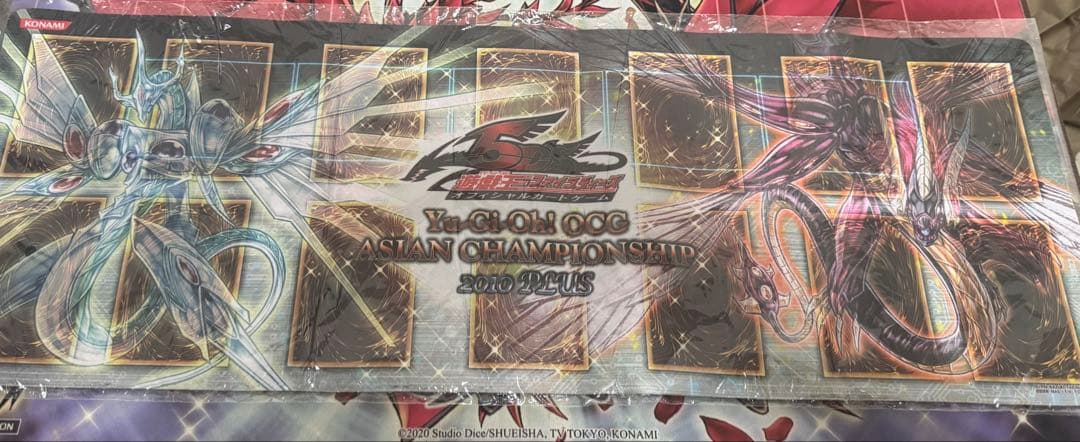 KONAMI
5D's
遊戯王ファイブディーズ
オフィシャルカードゲーム
Yu-Gi-Oh! OCG
ASIAN CHAMPIONSHIP
2010 PLUS
ION
©2020 Studio Dice/SHUEISHA, TV TOKYO, KONAMI